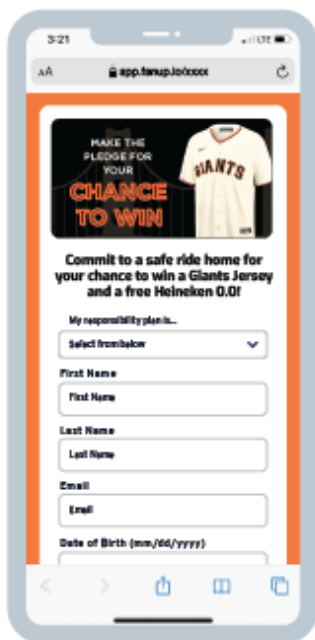 3:21
LTE
AA
app.fanup.io/xxxx
MAKE THE
PLEDGE FOR
YOUR
CHANCE
TO WIN
GIANTS
Commit to a safe ride home for
your chance to win a Giants Jersey
and a free Heineken 0.0!
My responsibility plan is...
Select from below
First Name
First Name
Last Name
Last Name
Email
Email
Date of Birth (mm/dd/yyyy)